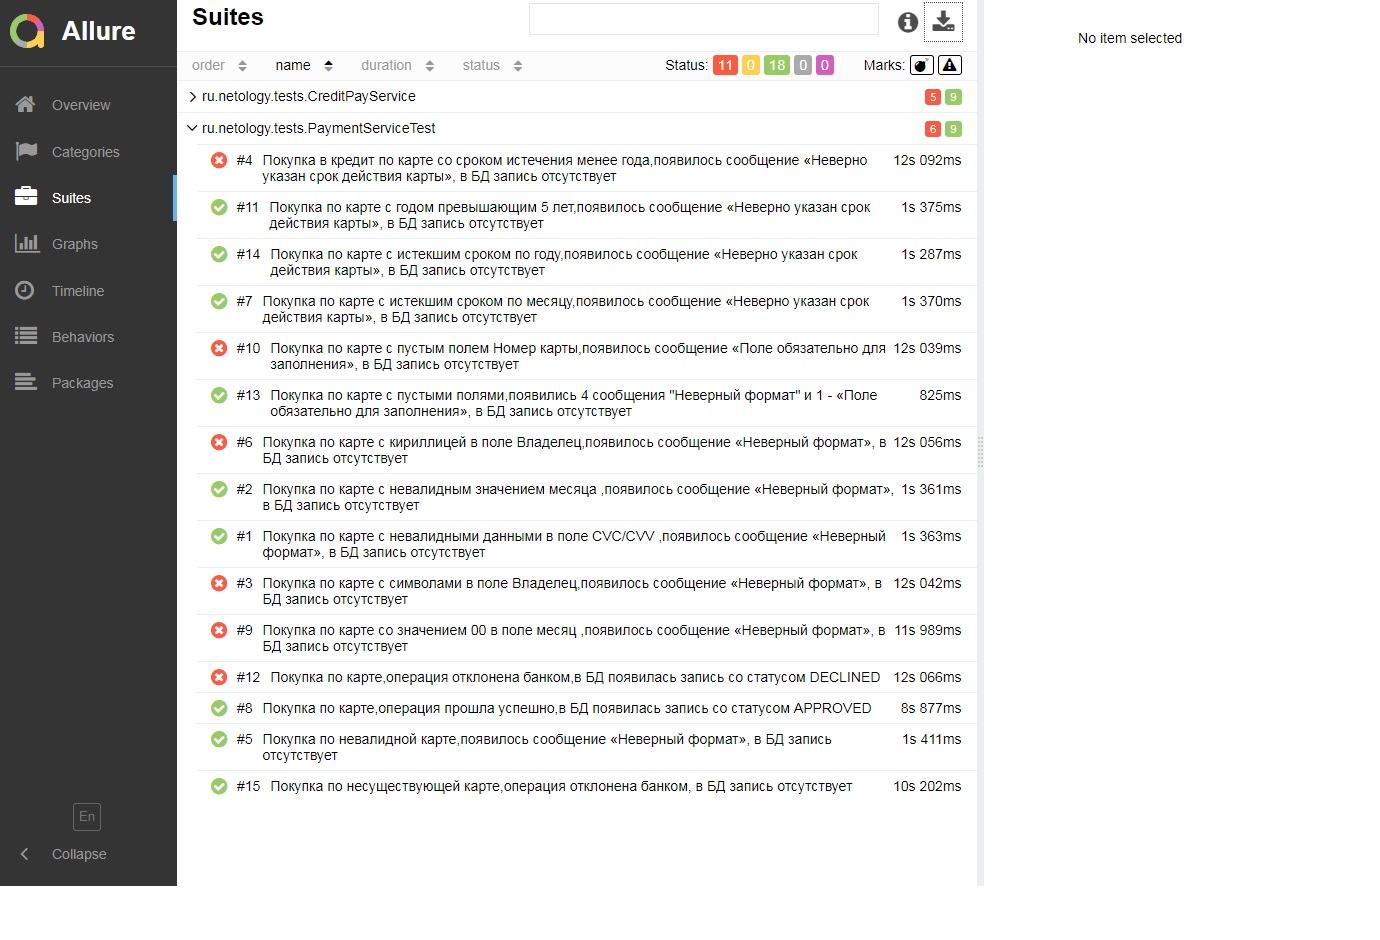 Allure
Overview
Categories
Suites
Graphs
Timeline
Behaviors
Packages
En
Collapse
Suites
order name duration status Status: 11 0 18 0 0 Marks:
ru.netology.tests.CreditPayService 5 9
ru.netology.tests.PaymentServiceTest 6 9
#4 Покупка в кредит по карте со сроком истечения менее года,появилось сообщение «Неверно 12s 092ms
указан срок действия карты», в БД запись отсутствует
#11 Покупка по карте с годом превышающим 5 лет,появилось сообщение «Неверно указан срок 1s 375ms
действия карты», в БД запись отсутствует
#14 Покупка по карте с истекшим сроком по году,появилось сообщение «Неверно указан срок 1s 287ms
действия карты», в БД запись отсутствует
#7 Покупка по карте с истекшим сроком по месяцу,появилось сообщение «Неверно указан срок 1s 370ms
действия карты», в БД запись отсутствует
#10 Покупка по карте с пустым полем Номер карты,появилось сообщение «Поле обязательно для 12s 039ms
заполнения», в БД запись отсутствует
#13 Покупка по карте с пустыми полями,появились 4 сообщения "Неверный формат" и 1 - «Поле 825ms
обязательно для заполнения», в БД запись отсутствует
#6 Покупка по карте с кириллицей в поле Владелец,появилось сообщение «Неверный формат», в 12s 056ms
БД запись отсутствует
#2 Покупка по карте с невалидным значением месяца ,появилось сообщение «Неверный формат», 1s 361ms
в БД запись отсутствует
#1 Покупка по карте с невалидными данными в поле CVC/CVV ,появилось сообщение «Неверный 1s 363ms
формат», в БД запись отсутствует
#3 Покупка по карте с символами в поле Владелец,появилось сообщение «Неверный формат», в 12s 042ms
БД запись отсутствует
#9 Покупка по карте со значением 00 в поле месяц ,появилось сообщение «Неверный формат», в 11s 989ms
БД запись отсутствует
#12 Покупка по карте,операция отклонена банком,в БД появилась запись со статусом DECLINED 12s 066ms
#8 Покупка по карте,операция прошла успешно,в БД появилась запись со статусом APPROVED 8s 877ms
#5 Покупка по невалидной карте,появилось сообщение «Неверный формат», в БД запись 1s 411ms
отсутствует
#15 Покупка по несуществующей карте,операция отклонена банком, в БД запись отсутствует 10s 202ms
No item selected